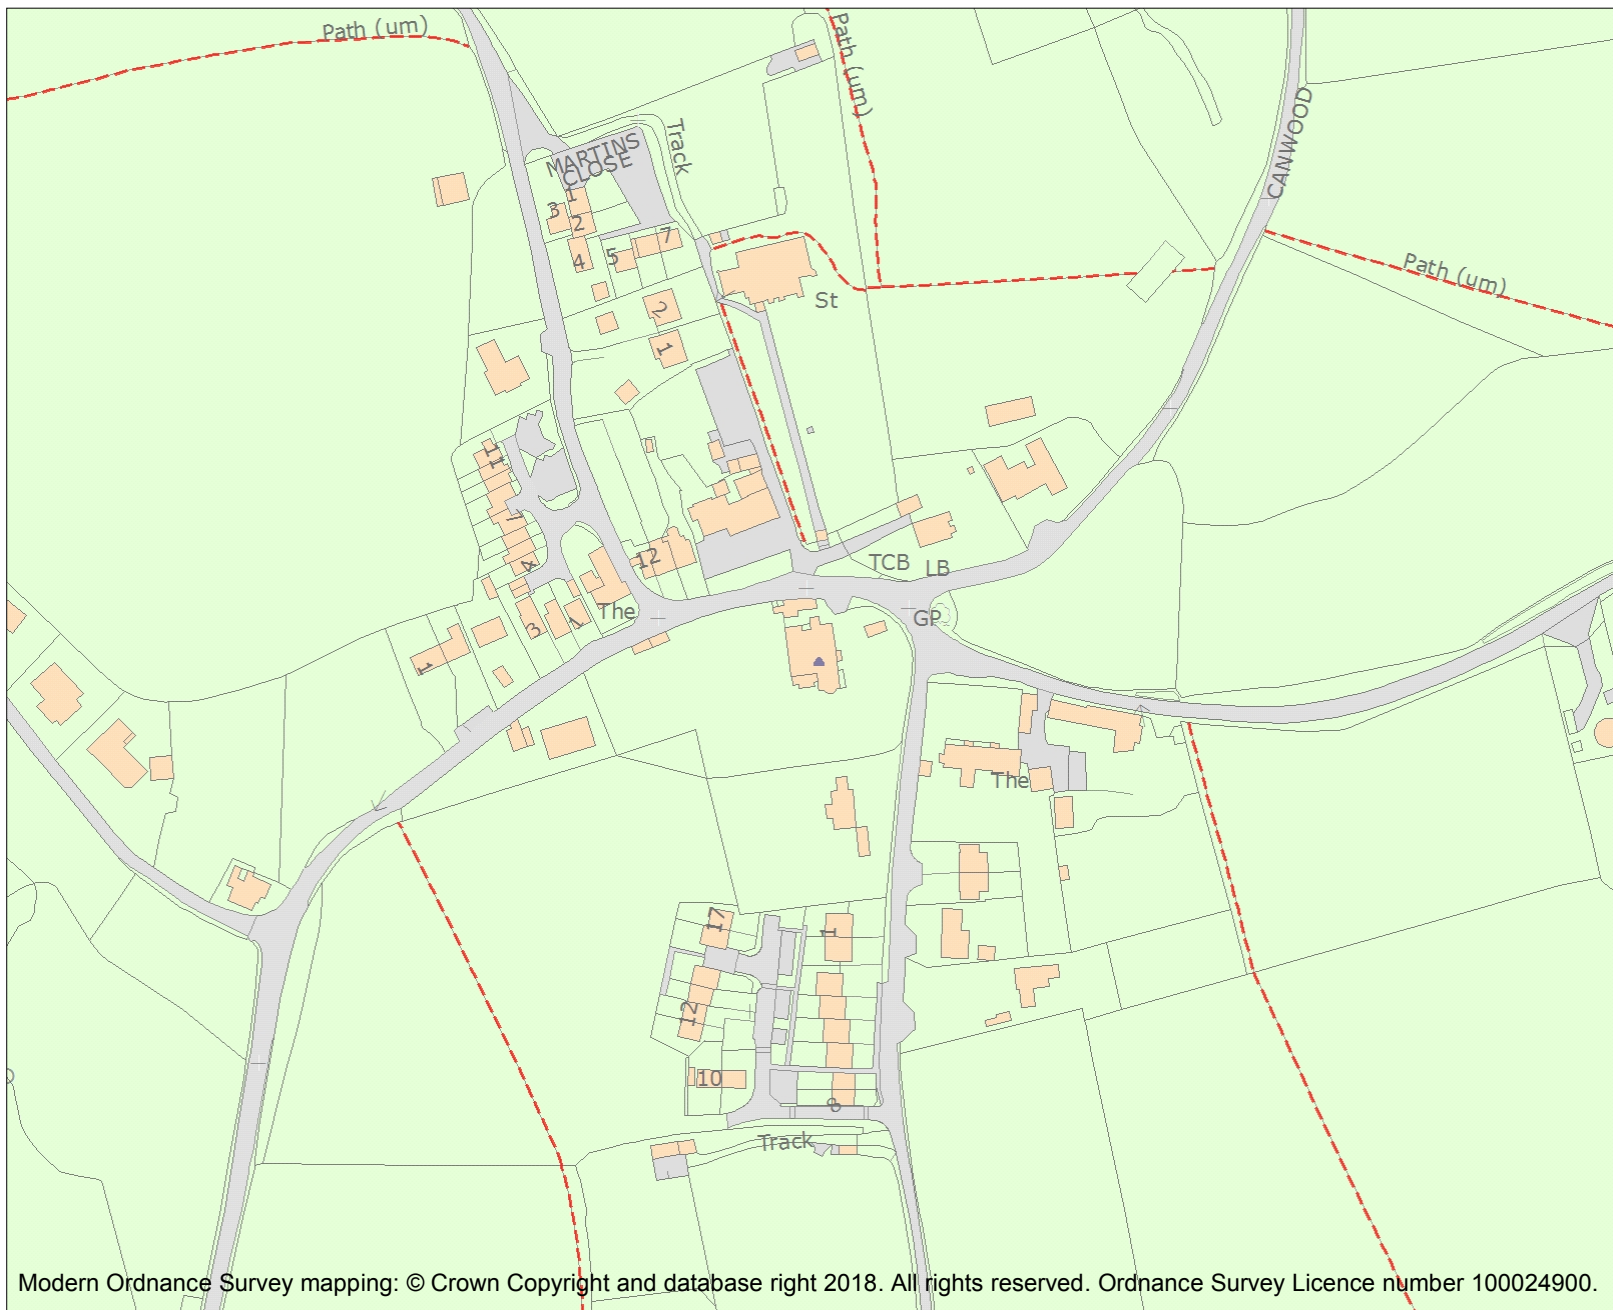 Path (um)
Path (um)
CANWOOD
Track
MARTINS
CLOSE
1
3
2
4
5
7
Path (um)
St
2
1
11
7
4
12
TCB
LB
The
GP
3
1
1
The
17
1
12
10
8
Track
Modern Ordnance Survey mapping: © Crown Copyright and database right 2018. All rights reserved. Ordnance Survey Licence number 100024900.